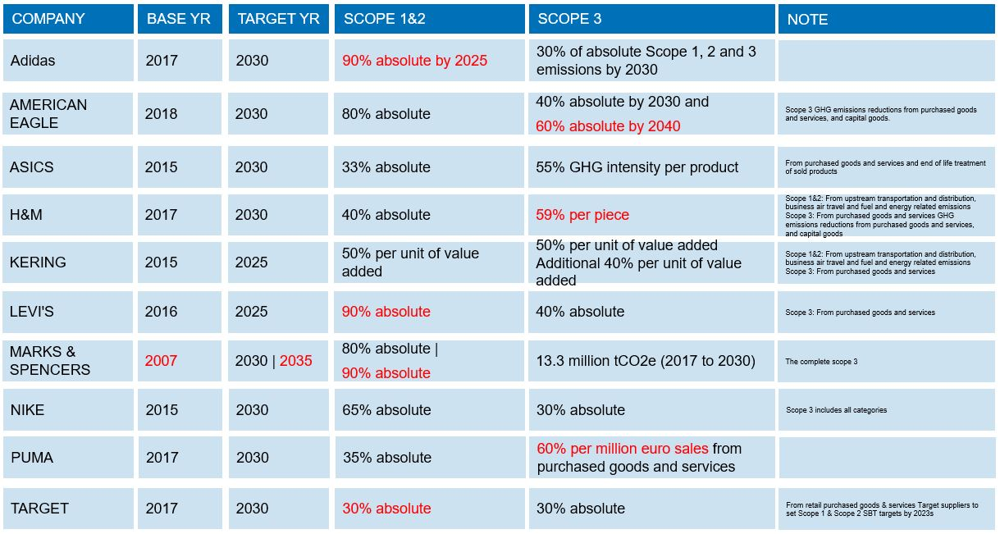 COMPANY BASE YR TARGET YR SCOPE 1&2 SCOPE 3 NOTE
Adidas 2017 2030 90% absolute by 2025 30% of absolute Scope 1, 2 and 3
emissions by 2030
AMERICAN
EAGLE
2018 2030 80% absolute
40% absolute by 2030 and
60% absolute by 2040
Scope 3 GHG emissions reductions from purchased goods
and services, and capital goods.
ASICS 2015 2030 33% absolute 55% GHG intensity per product
From purchased goods and services and end of life treatment
of sold products
H&M 2017 2030 40% absolute 59% per piece
Scope 1&2: From upstream transportation and distribution,
business air travel and fuel and energy related emissions
Scope 3: From purchased goods and services GHG
emissions reductions from purchased goods and services,
and capital goods
KERING 2015 2025
50% per unit of value
added
50% per unit of value added
Additional 40% per unit of value
added
Scope 1&2: From upstream transportation and distribution,
business air travel and fuel and energy related emissions
Scope 3: From purchased goods and services
LEVI'S 2016 2025 90% absolute 40% absolute Scope 3: From purchased goods and services
MARKS &
SPENCERS
2007 2030 | 2035
80% absolute |
90% absolute
13.3 million tCO2e (2017 to 2030) The complete scope 3
NIKE 2015 2030 65% absolute 30% absolute Scope 3 includes all categories
PUMA 2017 2030 35% absolute
60% per million euro sales from
purchased goods and services
TARGET 2017 2030 30% absolute 30% absolute
From retail purchased goods & services Target suppliers to
set Scope 1 & Scope 2 SBT targets by 2023s